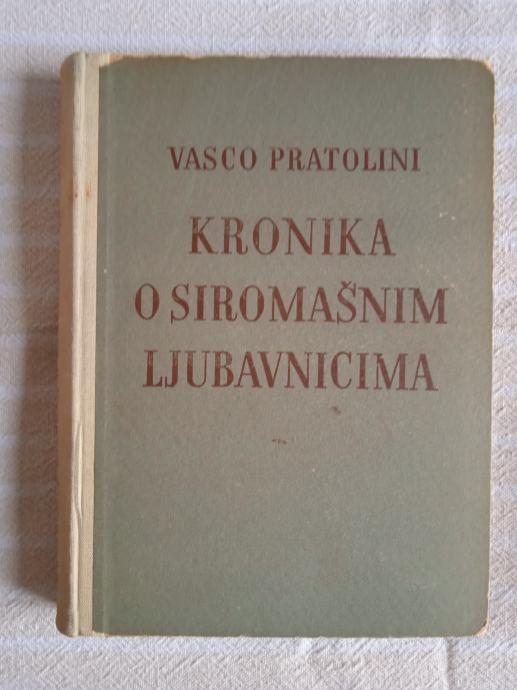 VASCO PRATOLINI
KRONIKA
O SIROMAŠNIM
LJUBAVNICIMA